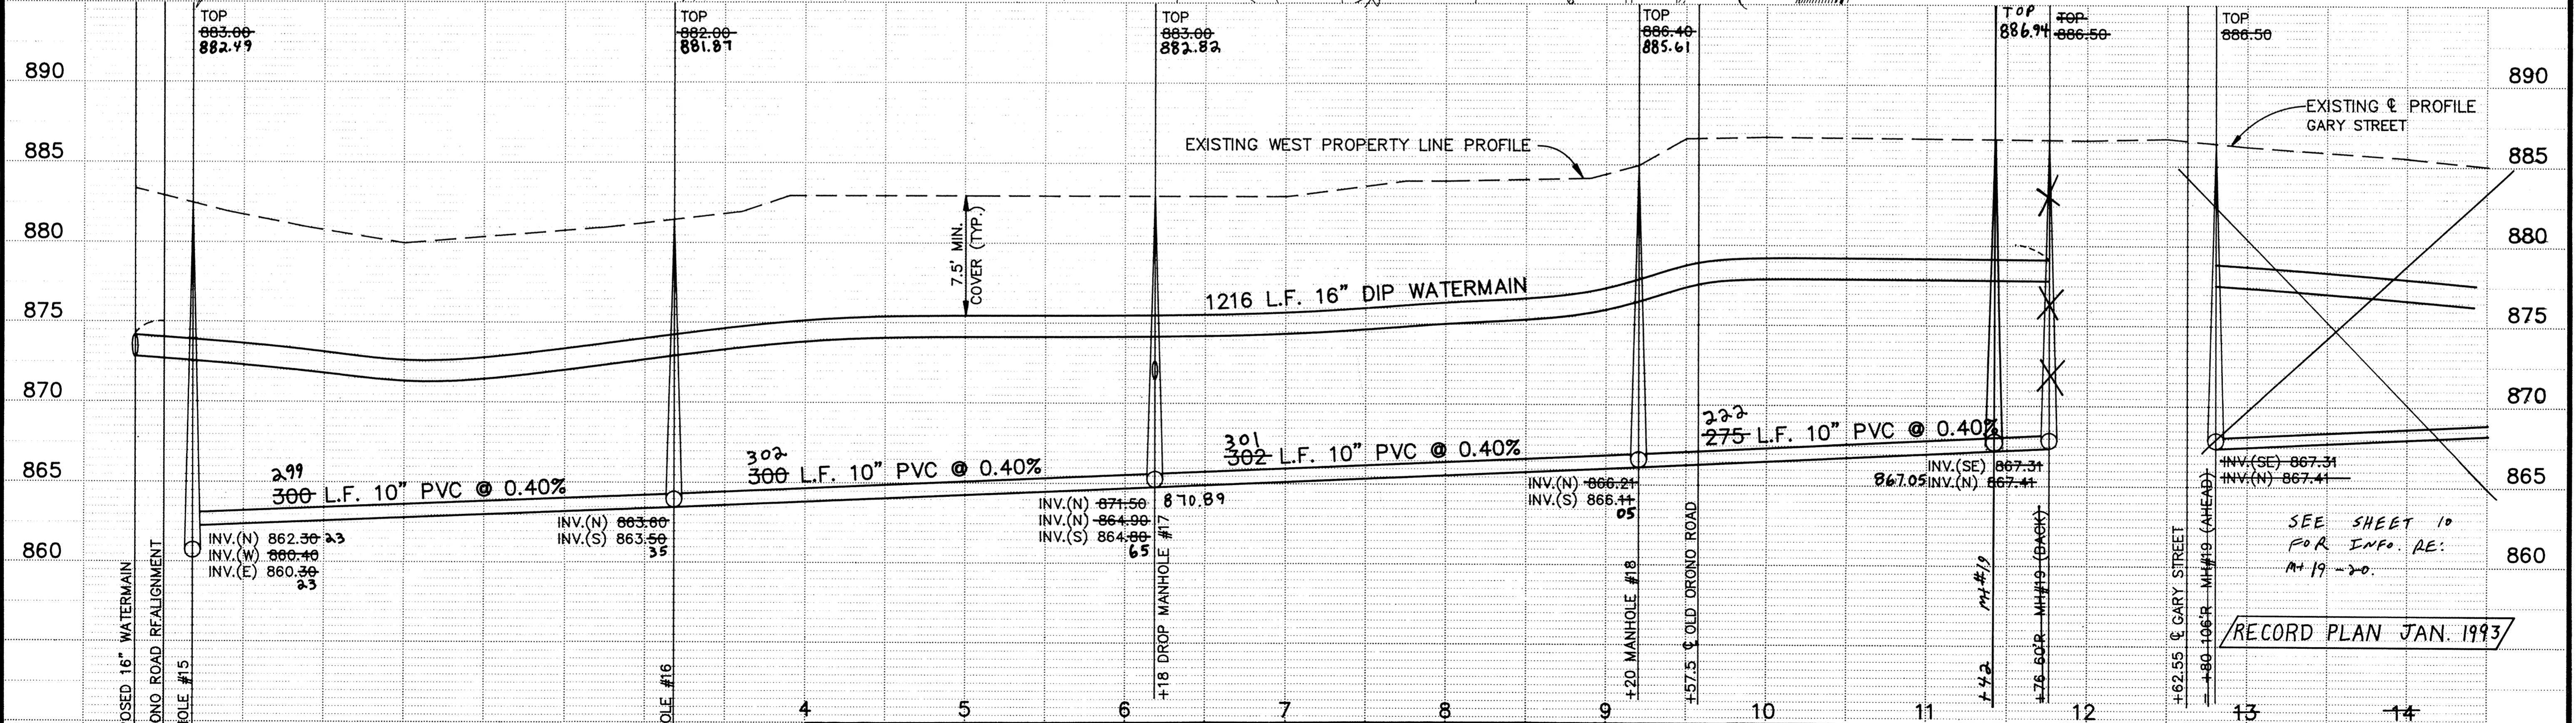 TOP
883.00
882.49
TOP
882.00
881.87
TOP
883.00
882.82
TOP
886.40
885.61
TOP
886.94
TOP
886.50
TOP
886.50
890
890
EXISTING ℄ PROFILE
GARY STREET
EXISTING WEST PROPERTY LINE PROFILE
885
885
7.5' MIN.
COVER (TYP.)
880
880
1216 L.F. 16" DIP WATERMAIN
875
875
870
870
299
300 L.F. 10" PVC @ 0.40%
302
300 L.F. 10" PVC @ 0.40%
301
302 L.F. 10" PVC @ 0.40%
222
275 L.F. 10" PVC @ 0.40%
865
865
INV.(N) 862.30 23
INV.(W) 860.40
INV.(E) 860.30
23
INV.(N) 863.60
INV.(S) 863.50
35
INV.(N) 871.50 870.89
INV.(N) 864.90
INV.(S) 864.80
65
INV.(N) 866.21
INV.(S) 866.11
05
INV.(SE) 867.31
867.05 INV.(N) 867.41
INV.(SE) 867.31
INV.(N) 867.41
860
860
SEE SHEET 10
FOR INFO. RE:
MH 19 -20.
RECORD PLAN JAN. 1993
OSED 16" WATERMAIN
ONO ROAD REALIGNMENT
OLE #15
OLE #16
+18 DROP MANHOLE #17
+20 MANHOLE #18
+57.5 ℄ OLD ORONO ROAD
+42 MH#19
+76 60'R MH#19 (BACK)
+62.55 ℄ GARY STREET
= +80 106'R MH#19 (AHEAD)
4
5
6
7
8
9
10
11
12
13
14